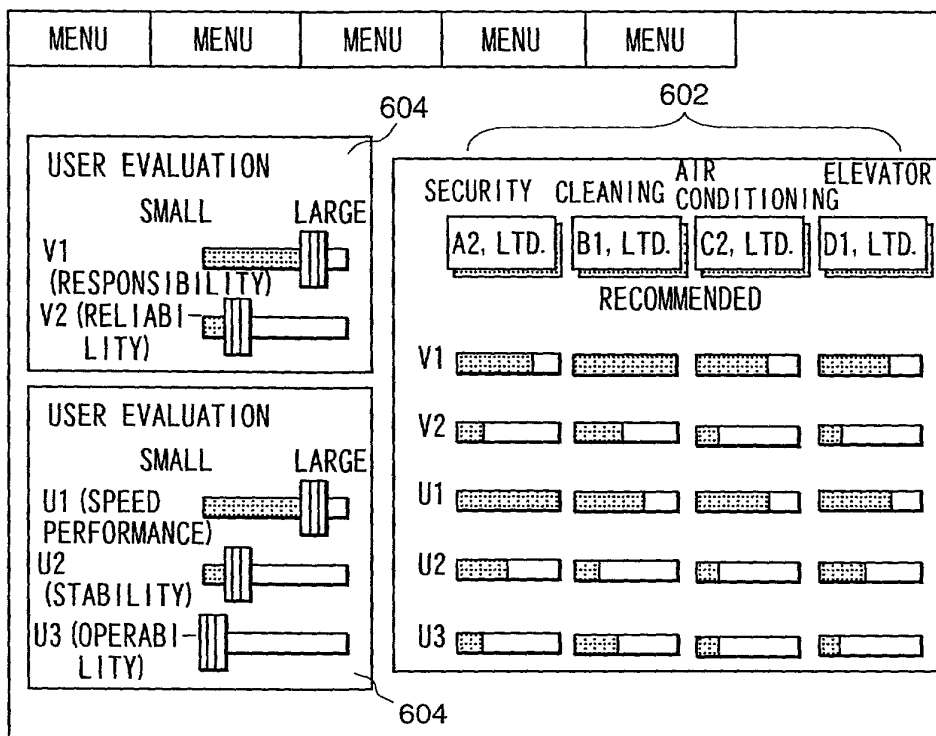 MENU MENU MENU MENU MENU
604
602
USER EVALUATION
SMALL LARGE
V1
(RESPONSIBILITY)
V2 (RELIABI-
LITY)
USER EVALUATION
SMALL LARGE
U1 (SPEED
PERFORMANCE)
U2
(STABILITY)
U3 (OPERABI-
LITY)
604
SECURITY CLEANING AIR CONDITIONING ELEVATOR
A2, LTD. B1, LTD. C2, LTD. D1, LTD.
RECOMMENDED
V1
V2
U1
U2
U3